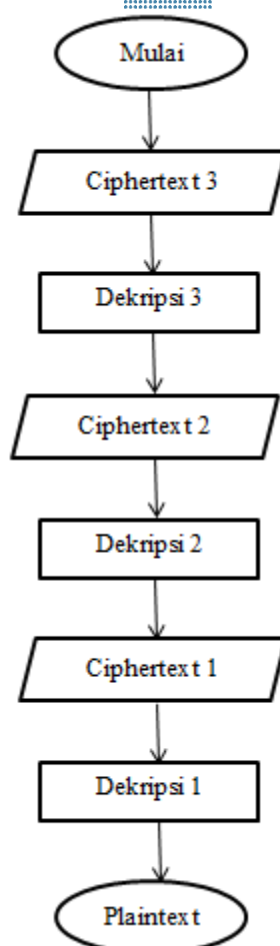 Mulai
Ciphertext 3
Dekripsi 3
Ciphertext 2
Dekripsi 2
Ciphertext 1
Dekripsi 1
Plaintext